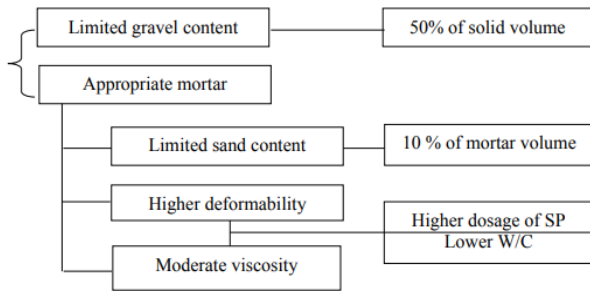 Limited gravel content
50% of solid volume
Appropriate mortar
Limited sand content
10 % of mortar volume
Higher deformability
Higher dosage of SP
Lower W/C
Moderate viscosity